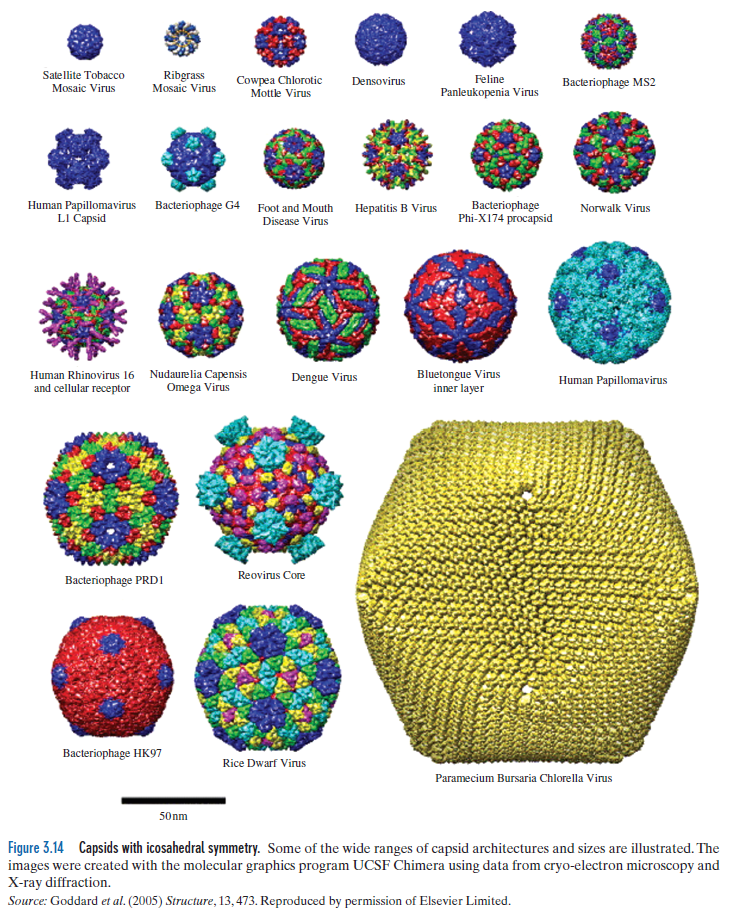 Satellite Tobacco
Mosaic Virus
Ribgrass
Mosaic Virus
Cowpea Chlorotic
Mottle Virus
Densovirus
Feline
Panleukopenia Virus
Bacteriophage MS2
Human Papillomavirus
L1 Capsid
Bacteriophage G4
Foot and Mouth
Disease Virus
Hepatitis B Virus
Bacteriophage
Phi-X174 procapsid
Norwalk Virus
Human Rhinovirus 16
and cellular receptor
Nudaurelia Capensis
Omega Virus
Dengue Virus
Bluetongue Virus
inner layer
Human Papillomavirus
Bacteriophage PRD1
Reovirus Core
Bacteriophage HK97
Rice Dwarf Virus
Paramecium Bursaria Chlorella Virus
50 nm
Figure 3.14 Capsids with icosahedral symmetry. Some of the wide ranges of capsid architectures and sizes are illustrated. The
images were created with the molecular graphics program UCSF Chimera using data from cryo-electron microscopy and
X-ray diffraction.
Source: Goddard et al. (2005) Structure, 13, 473. Reproduced by permission of Elsevier Limited.